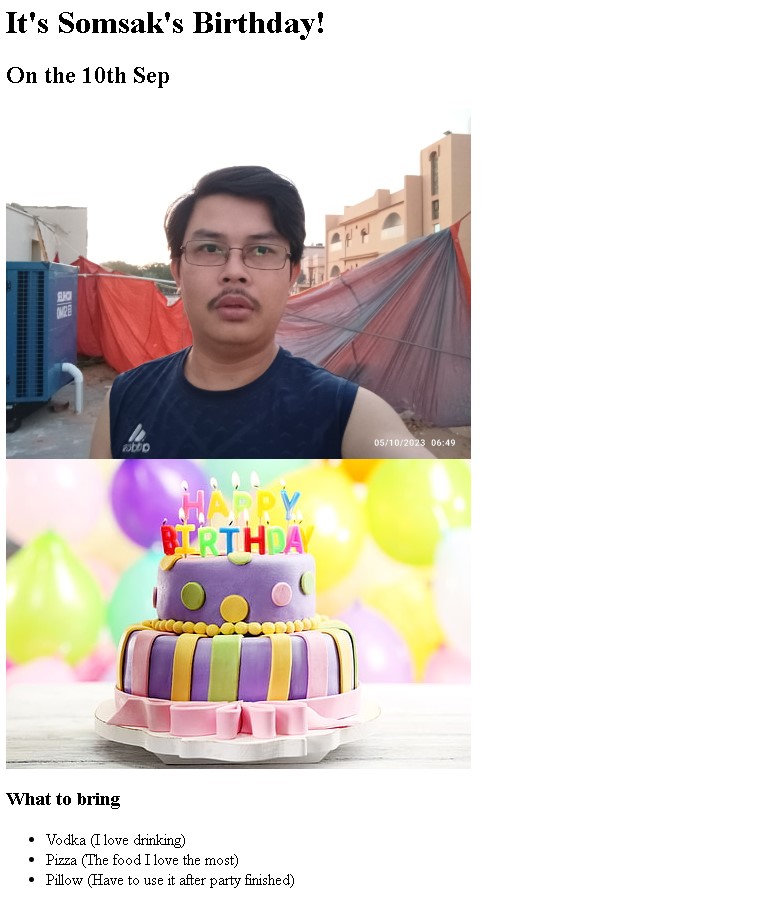 It's Somsak's Birthday!
On the 10th Sep
05/10/2023 06:49
HAPPY
BIRTHDAY
What to bring
Vodka (I love drinking)
Pizza (The food I love the most)
Pillow (Have to use it after party finished)